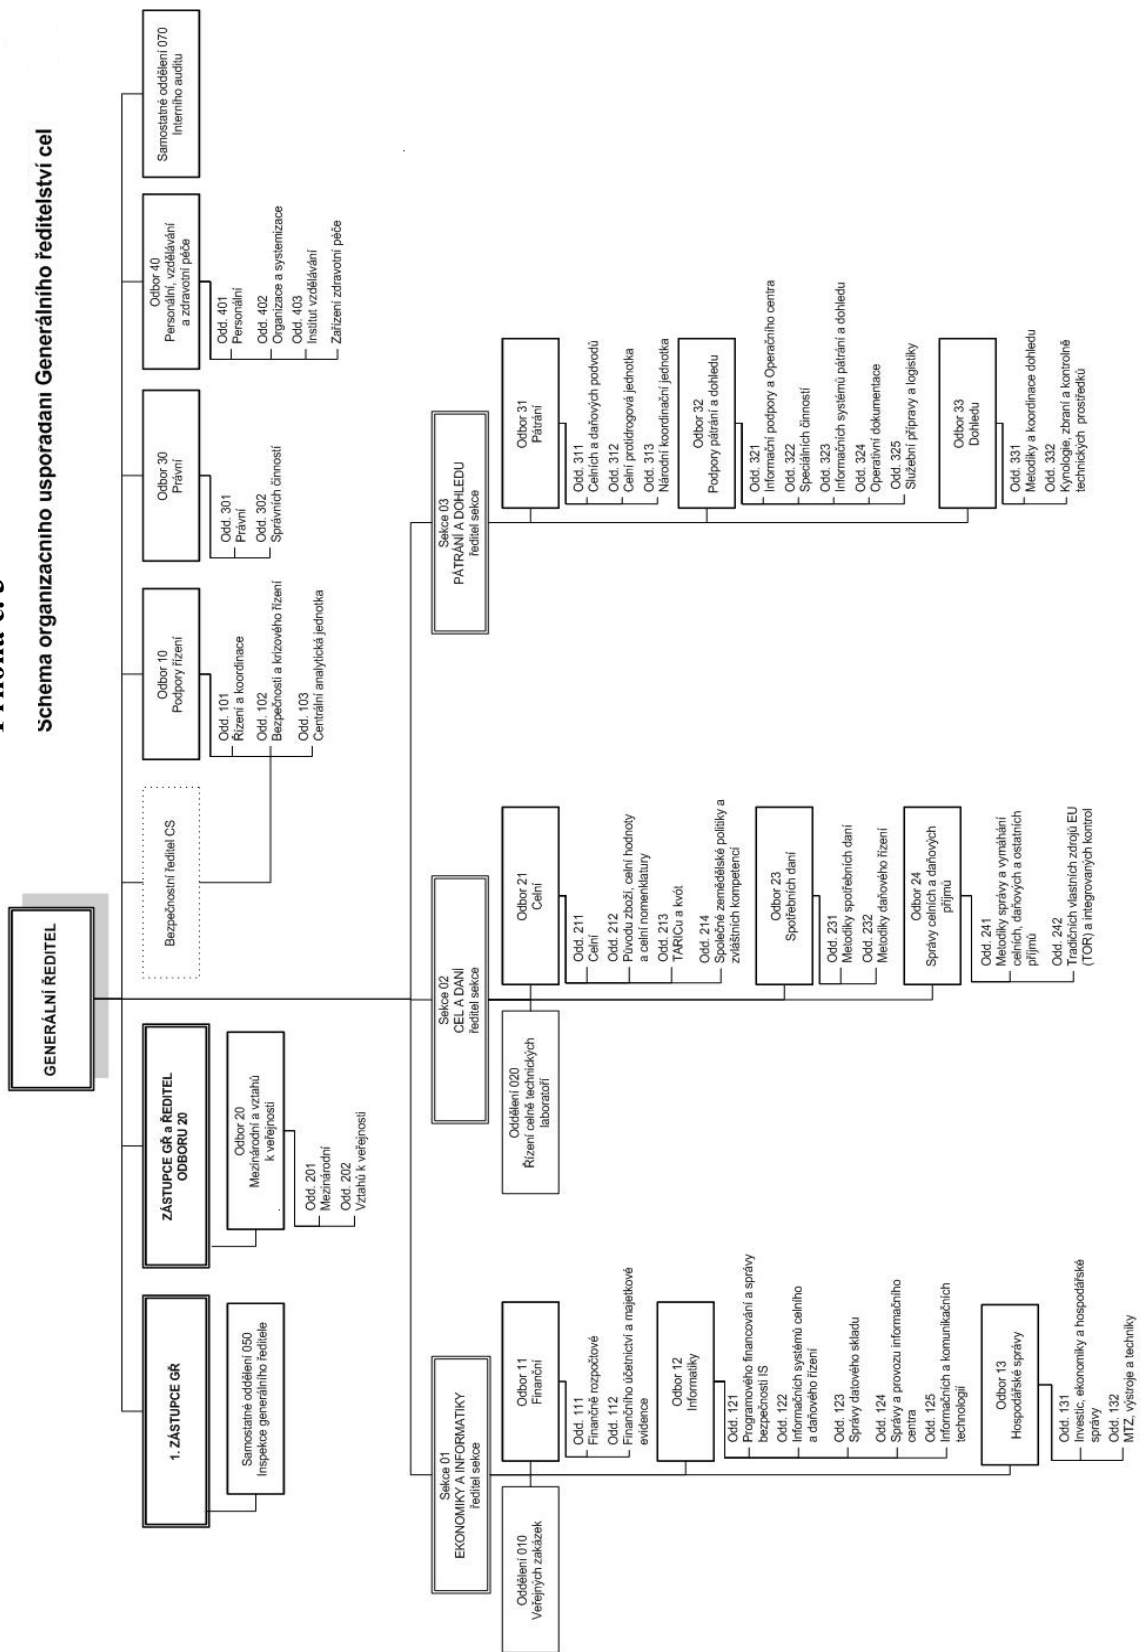 Schema organizačního uspořádání Generálního ředitelství cel
GENERÁLNÍ ŘEDITEL
1. ZÁSTUPCE GŘ
Samostatné oddělení 050
Inspekce generálního ředitele
ZÁSTUPCE GŘ a ŘEDITEL
ODBORU 20
Odbor 20
Mezinárodní a vztahů
k veřejnosti
Odd. 201
Mezinárodní
Odd. 202
Vztahů k veřejnosti
Bezpečnostní ředitel CS
Odbor 10
Podpory řízení
Odd. 101
Řízení a koordinace
Odd. 102
Bezpečnosti a krizového řízení
Odd. 103
Centrální analytická jednotka
Odbor 30
Právní
Odd. 301
Právní
Odd. 302
Správních činností
Odbor 40
Personální, vzdělávání
a zdravotní péče
Odd. 401
Personální
Odd. 402
Organizace a systemizace
Odd. 403
Institut vzdělávání
Zařízení zdravotní péče
Samostatné oddělení 070
Interního auditu
Sekce 01
EKONOMIKY A INFORMATIKY
ředitel sekce
Oddělení 010
Veřejných zakázek
Odbor 11
Finanční
Odd. 111
Finančně rozpočtové
Odd. 112
Finančního účetnictví a majetkové
evidence
Odbor 12
Informatiky
Odd. 121
Programového financování a správy
bezpečnosti IS
Odd. 122
Informačních systémů celního
a daňového řízení
Odd. 123
Správy datového skladu
Odd. 124
Správy a provozu informačního
centra
Odd. 125
Informačních a komunikačních
technologií
Odbor 13
Hospodářské správy
Odd. 131
Investic, ekonomiky a hospodářské
správy
Odd. 132
MTZ, výstroje a techniky
Sekce 02
CEL A DANÍ
ředitel sekce
Oddělení 020
Řízení celně technických
laboratoří
Odbor 21
Celní
Odd. 211
Celní
Odd. 212
Původu zboží, celní hodnoty
a celní nomenklatury
Odd. 213
TARICu a kvót
Odd. 214
Společné zemědělské politiky a
zvláštních kompetencí
Odbor 23
Spotřebních daní
Odd. 231
Metodiky spotřebních daní
Odd. 232
Metodiky daňového řízení
Odbor 24
Správy celních a daňových
příjmů
Odd. 241
Metodiky správy a vymáhání
celních, daňových a ostatních
příjmů
Odd. 242
Tradičních vlastních zdrojů EU
(TOR) a integrovaných kontrol
Sekce 03
PÁTRÁNÍ A DOHLEDU
ředitel sekce
Odbor 31
Pátrání
Odd. 311
Celních a daňových podvodů
Odd. 312
Celní protidrogová jednotka
Odd. 313
Národní koordinační jednotka
Odbor 32
Podpory pátrání a dohledu
Odd. 321
Informační podpory a Operačního centra
Odd. 322
Speciálních činností
Odd. 323
Informačních systémů pátrání a dohledu
Odd. 324
Operativní dokumentace
Odd. 325
Služební přípravy a logistiky
Odbor 33
Dohledu
Odd. 331
Metodiky a koordinace dohledu
Odd. 332
Kynologie, zbraní a kontrolně
technických prostředků